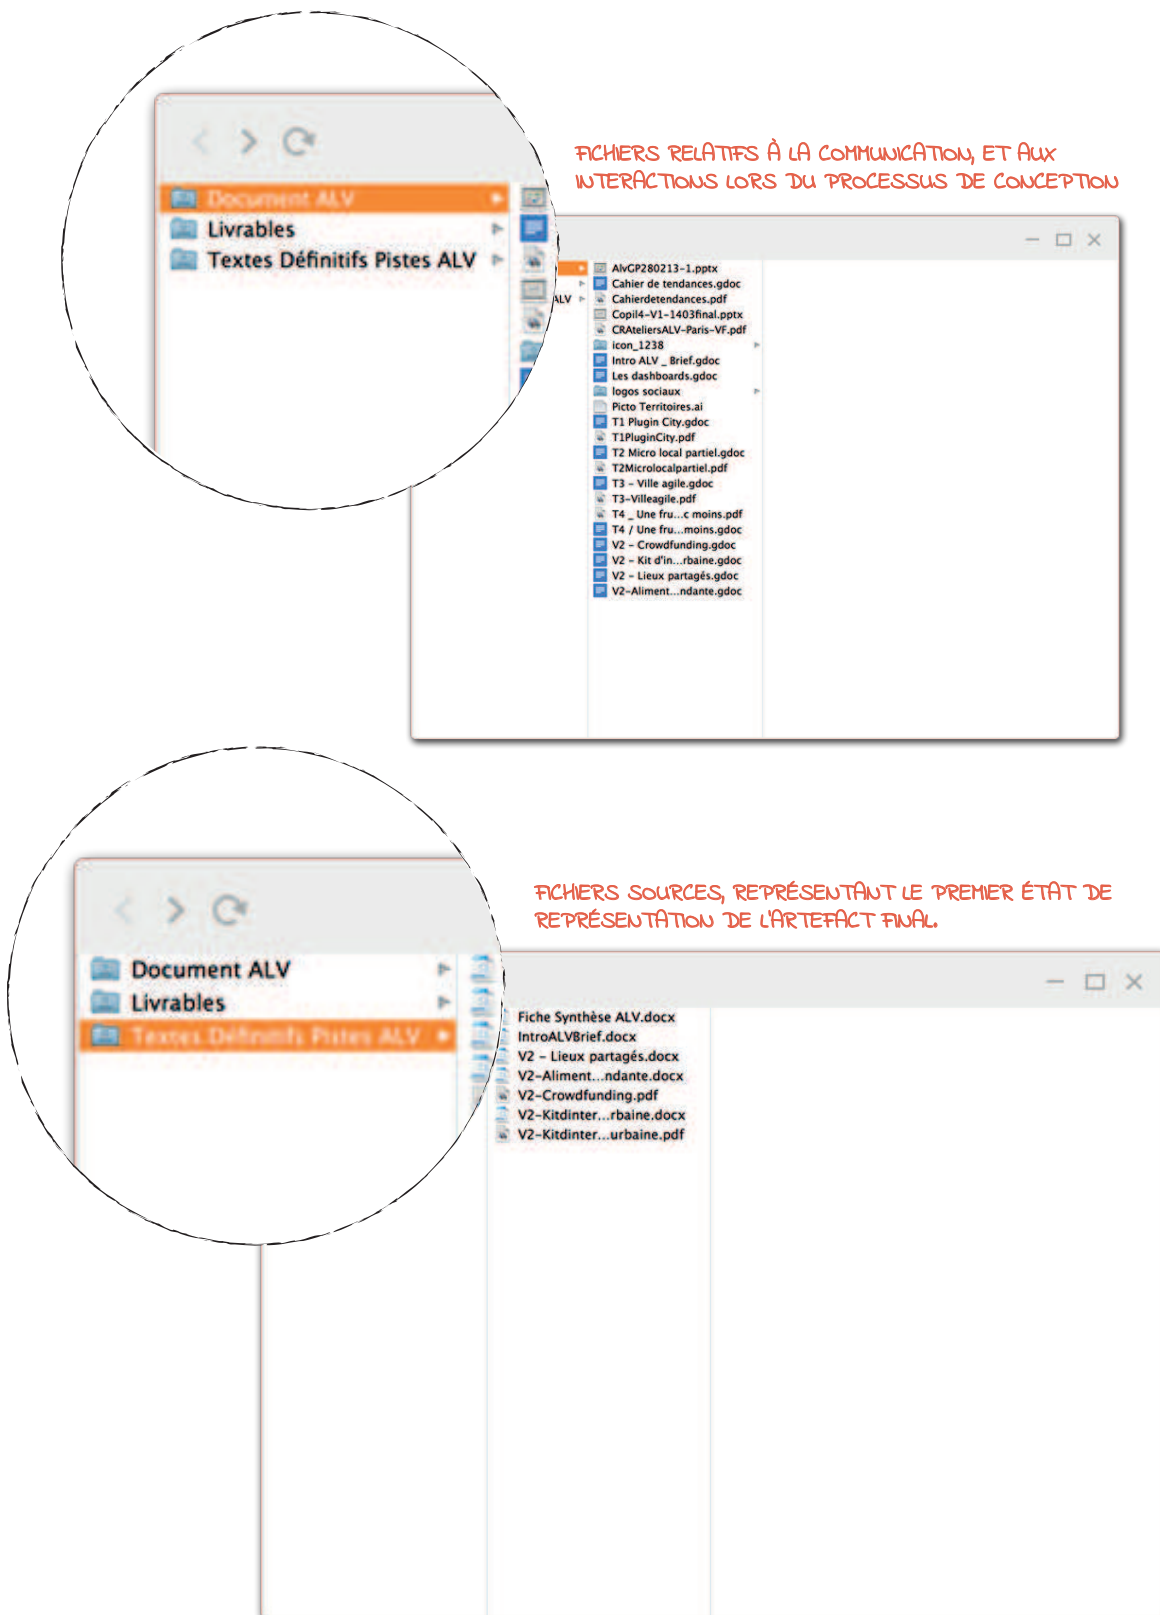 Document ALV
Livrables
Textes Définitifs Pistes ALV
FICHIERS RELATIFS À LA COMMUNICATION, ET AUX
INTERACTIONS LORS DU PROCESSUS DE CONCEPTION
ALV
AlvGP280213-1.pptx
Cahier de tendances.gdoc
Cahierdetendances.pdf
Copil4-V1-1403final.pptx
CRAteliersALV-Paris-VF.pdf
icon_1238
Intro ALV _ Brief.gdoc
Les dashboards.gdoc
logos sociaux
Picto Territoires.ai
T1 Plugin City.gdoc
T1PluginCity.pdf
T2 Micro local partiel.gdoc
T2Microlocalpartiel.pdf
T3 - Ville agile.gdoc
T3-Villeagile.pdf
T4 _ Une fru...c moins.pdf
T4 / Une fru...moins.gdoc
V2 - Crowdfunding.gdoc
V2 - Kit d'in...rbaine.gdoc
V2 - Lieux partagés.gdoc
V2-Aliment...ndante.gdoc
FICHIERS SOURCES, REPRÉSENTANT LE PREMIER ÉTAT DE
REPRÉSENTATION DE L'ARTEFACT FINAL.
Document ALV
Livrables
Textes Définitifs Pistes ALV
Fiche Synthèse ALV.docx
IntroALVBrief.docx
V2 - Lieux partagés.docx
V2-Aliment...ndante.docx
V2-Crowdfunding.pdf
V2-Kitdinter...rbaine.docx
V2-Kitdinter...urbaine.pdf